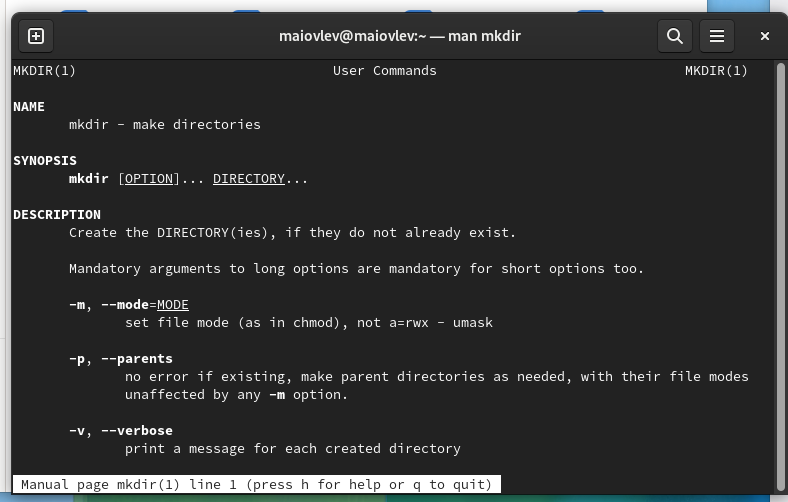 maiovlev@maiovlev:~ — man mkdir
MKDIR(1) User Commands MKDIR(1)
NAME
mkdir - make directories
SYNOPSIS
mkdir [OPTION]... DIRECTORY...
DESCRIPTION
Create the DIRECTORY(ies), if they do not already exist.
Mandatory arguments to long options are mandatory for short options too.
-m, --mode=MODE
set file mode (as in chmod), not a=rwx - umask
-p, --parents
no error if existing, make parent directories as needed, with their file modes
unaffected by any -m option.
-v, --verbose
print a message for each created directory
Manual page mkdir(1) line 1 (press h for help or q to quit)